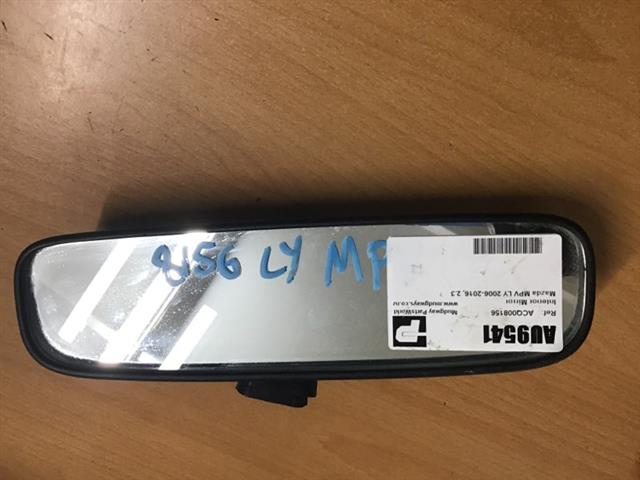 8156 LY MP
AU9541
Ref: ACQ008156
Interior Mirror
Mazda MPV LY 2006-2016, 2.3
Mudgway PartWorld
www.mudgways.co.nz